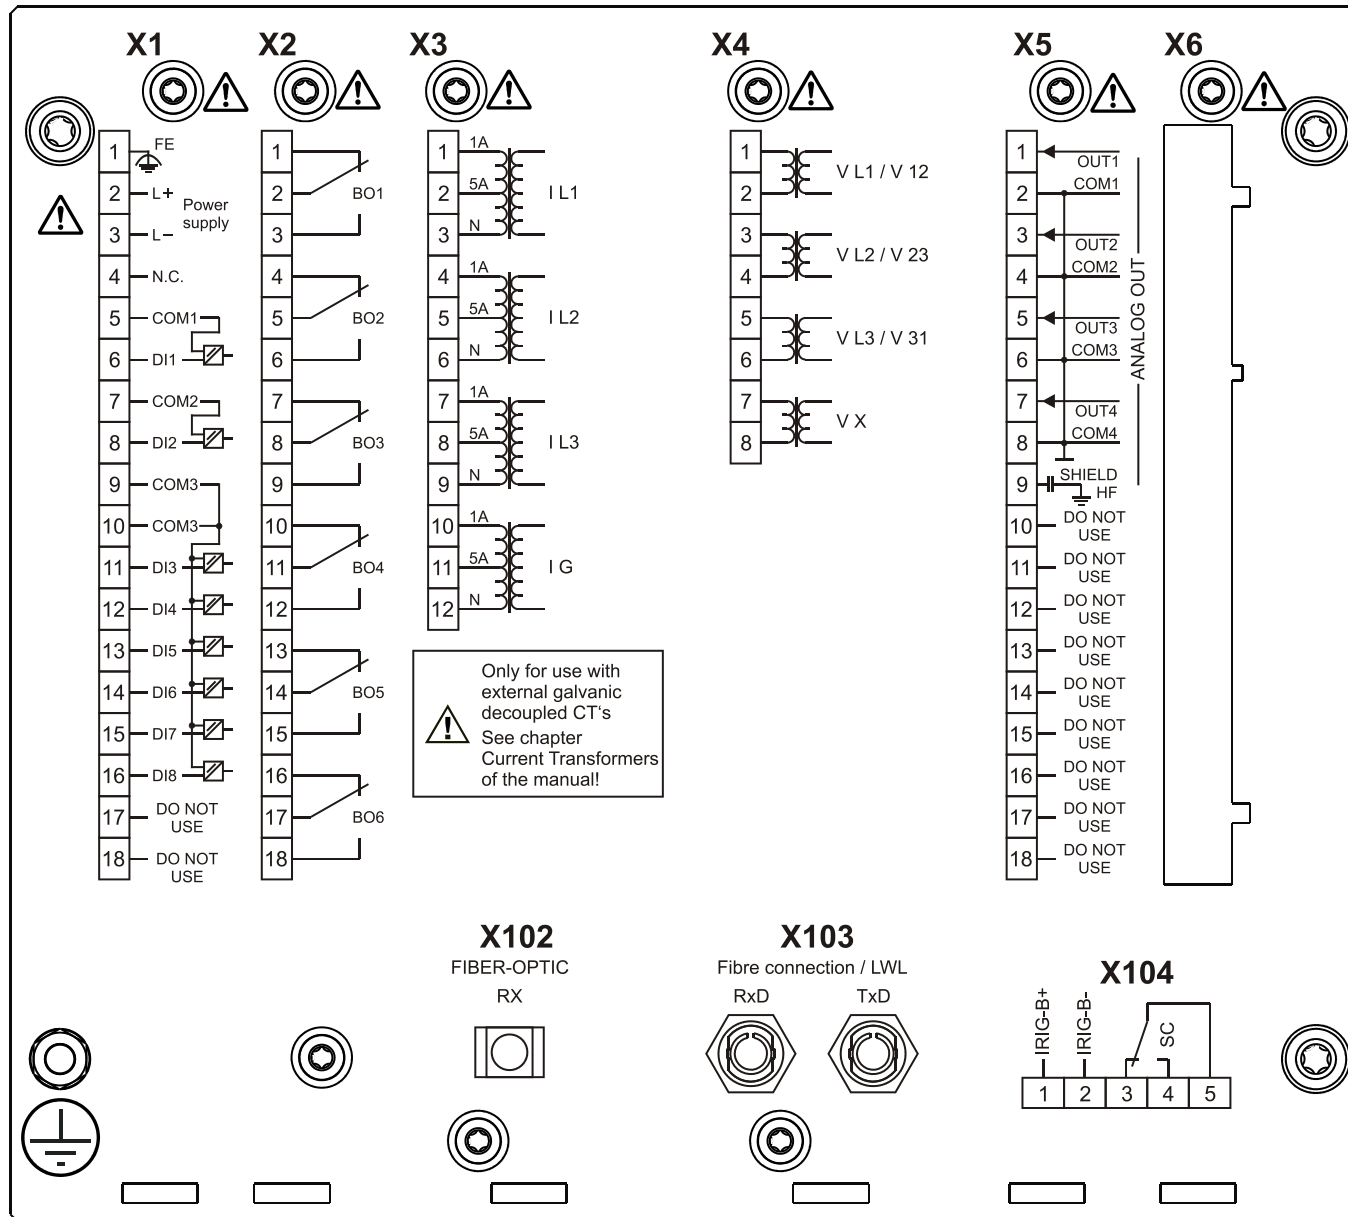 X1
X2
X3
X4
X5
X6
1 FE
2 L+
Power
supply
3 L–
4 N.C.
5 COM1
6 DI1
7 COM2
8 DI2
9 COM3
10 COM3
11 DI3
12 DI4
13 DI5
14 DI6
15 DI7
16 DI8
17 DO NOT
USE
18 DO NOT
USE
1
2 BO1
3
4
5 BO2
6
7
8 BO3
9
10
11 BO4
12
13
14 BO5
15
16
17 BO6
18
1 1A
2 5A I L1
3 N
4 1A
5 5A I L2
6 N
7 1A
8 5A I L3
9 N
10 1A
11 5A I G
12 N
Only for use with
external galvanic
decoupled CT‘s
See chapter
Current Transformers
of the manual!
1
V L1 / V 12
2
3
V L2 / V 23
4
5
V L3 / V 31
6
7
V X
8
1 OUT1
2 COM1
3 OUT2
4 COM2
5 OUT3
6 COM3
7 OUT4
8 COM4
ANALOG OUT
9 SHIELD
HF
10 DO NOT
USE
11 DO NOT
USE
12 DO NOT
USE
13 DO NOT
USE
14 DO NOT
USE
15 DO NOT
USE
16 DO NOT
USE
17 DO NOT
USE
18 DO NOT
USE
X102
FIBER-OPTIC
RX
X103
Fibre connection / LWL
RxD TxD
X104
IRIG-B+
IRIG-B-
SC
1 2 3 4 5